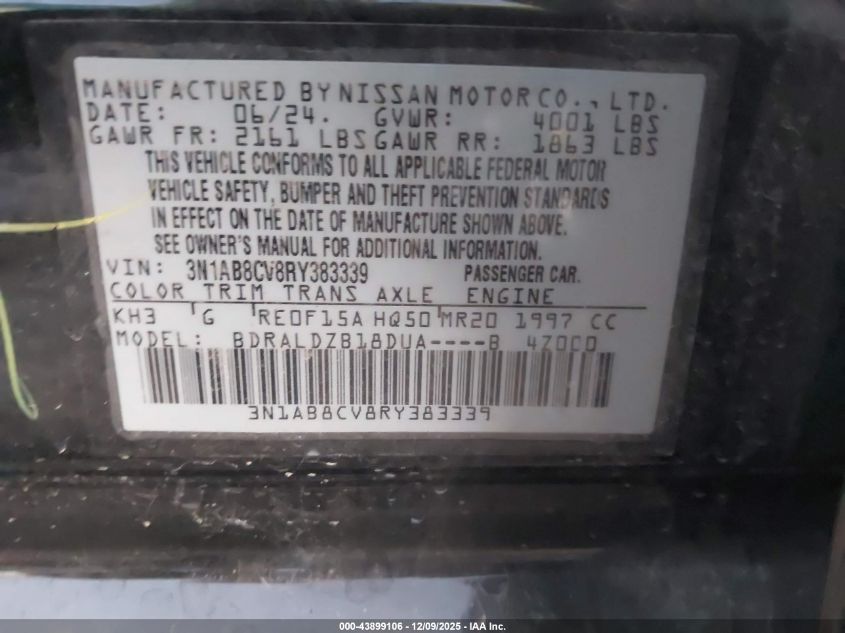 MANUFACTURED BY NISSAN MOTOR CO., LTD.
DATE: 06/24. GVWR: 4001 LBS
GAWR FR: 2161 LBS GAWR RR: 1863 LBS
THIS VEHICLE CONFORMS TO ALL APPLICABLE FEDERAL MOTOR
VEHICLE SAFETY, BUMPER AND THEFT PREVENTION STANDARDS
IN EFFECT ON THE DATE OF MANUFACTURE SHOWN ABOVE.
SEE OWNER'S MANUAL FOR ADDITIONAL INFORMATION.
VIN: 3N1AB8CV8RY383339 PASSENGER CAR.
COLOR TRIM TRANS AXLE ENGINE
KH3 G RE0F15A HQ50 MR20 1997 CC
MODEL: BDRALDZB18DUA----B 4Z0C0
3N1AB8CV8RY383339
000-43899106 - 12/09/2025 - IAA Inc.